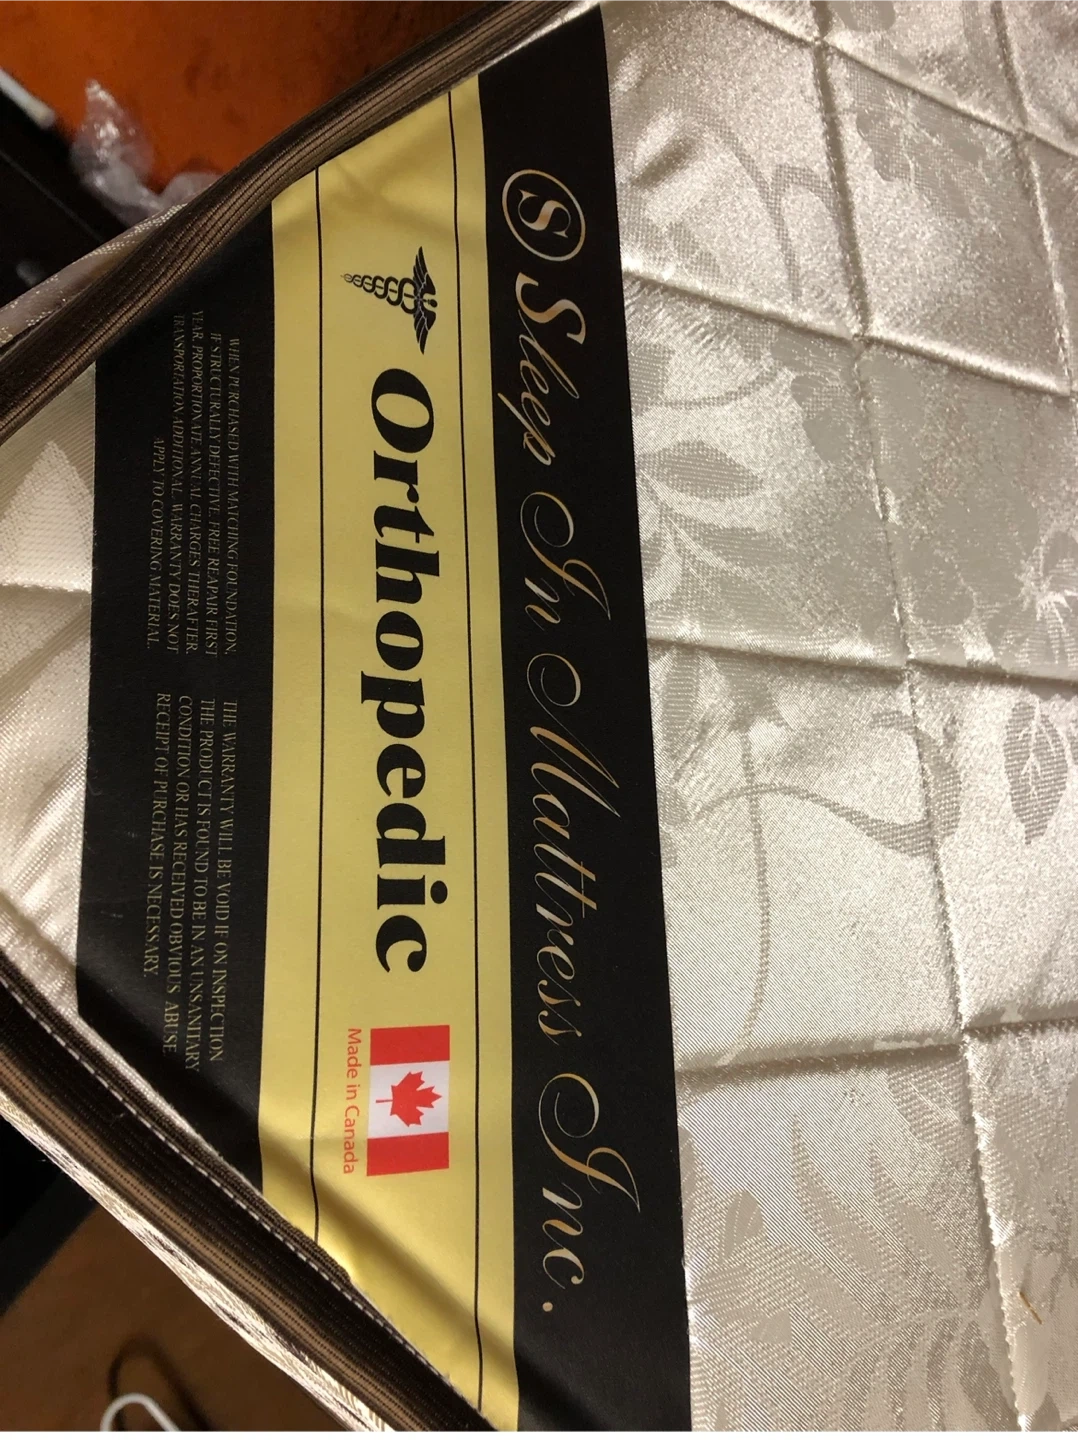 S Sleep In Mattress Inc.
Orthopedic
Made in Canada
WHEN PURCHASED WITH MATCHING FOUNDATION,
IF STRUCTURALLY DEFECTIVE, FREE REAPAIR FIRST
YEAR. PROPORTIONATE ANNUAL CHARGES THERAFTER.
TRANSPORTAITION ADDITIONAL. WARRANTY DOES NOT
APPLY TO COVERING MATERIAL.
THE WARRANTY WILL BE VOID IF ON INSPECTION
THE PRODUCT IS FOUND TO BE IN AN UNSANITARY
CONDITION OR HAS RECEIVED OBVIOUS ABUSE
RECEIPT OF PURCHASE IS NECESSARY.